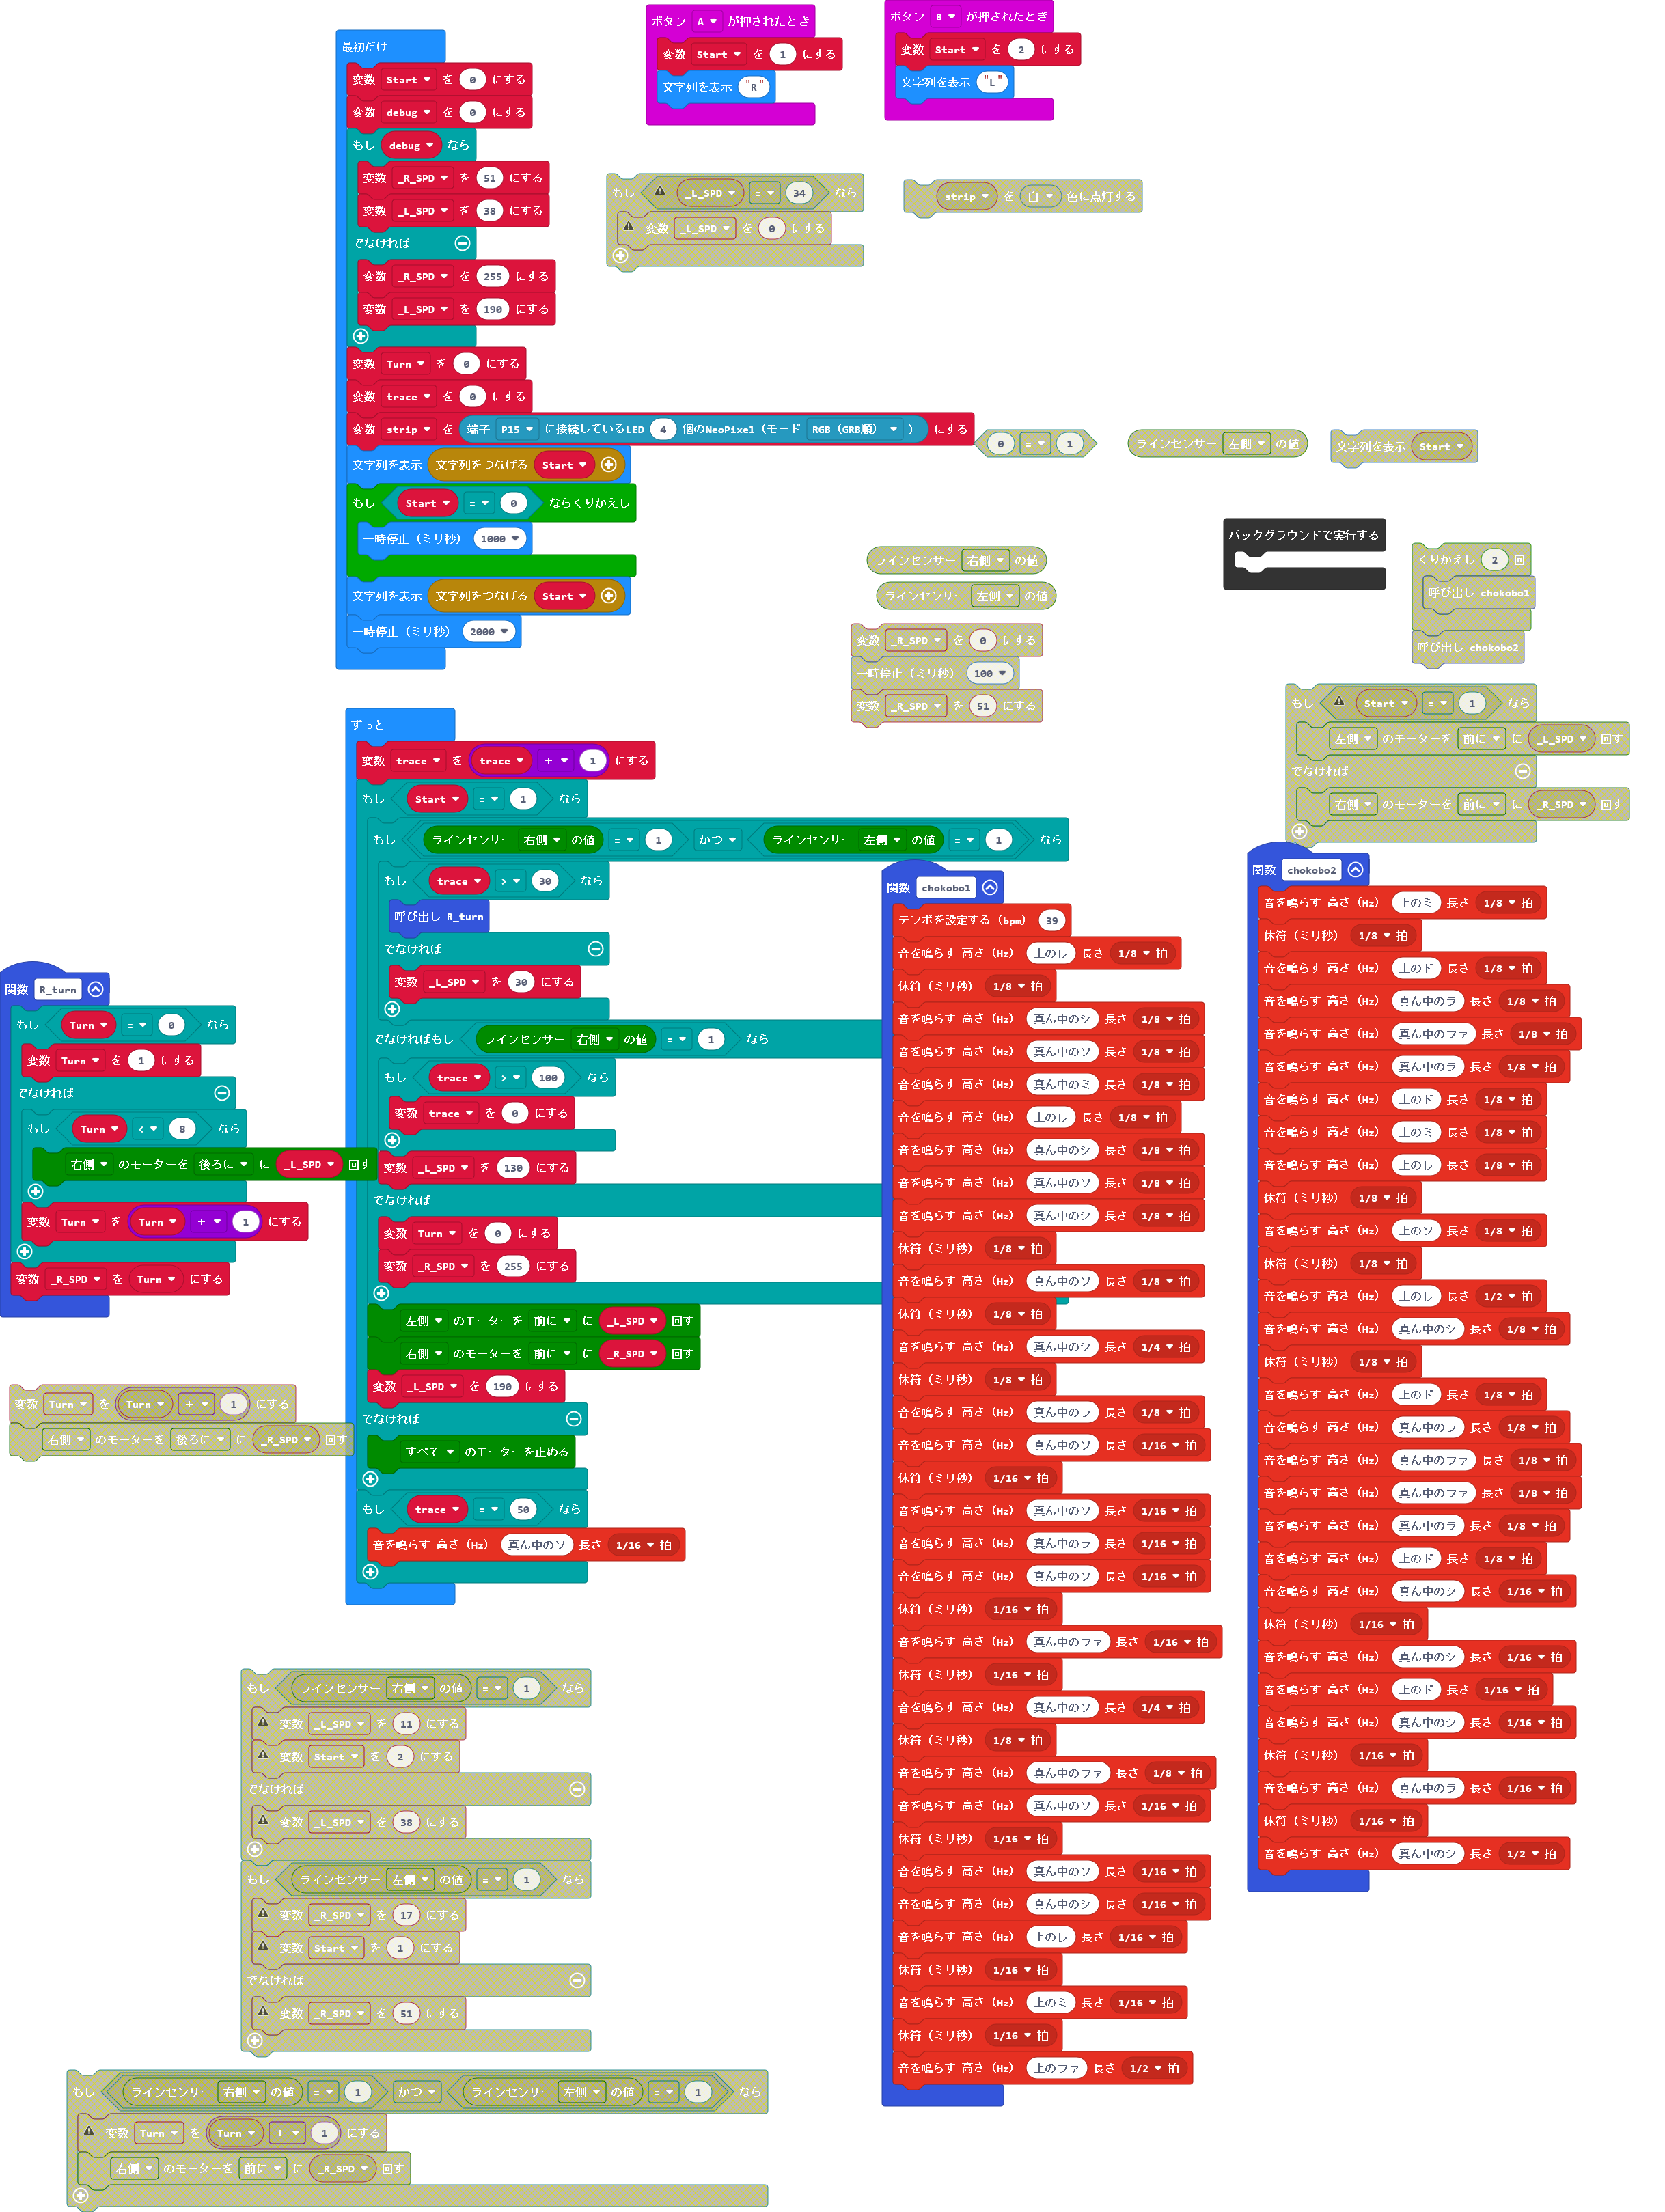 ボタン A が押されたとき
変数 Start を 1 にする
文字列を表示 "R"
ボタン B が押されたとき
変数 Start を 2 にする
文字列を表示 "L"
最初だけ
変数 Start を 0 にする
変数 debug を 0 にする
もし debug なら
変数 _R_SPD を 51 にする
変数 _L_SPD を 38 にする
でなければ
変数 _R_SPD を 255 にする
変数 _L_SPD を 190 にする
変数 Turn を 0 にする
変数 trace を 0 にする
変数 strip を 端子 P15 に接続しているLED 4 個のNeoPixel（モード RGB（GRB順） ） にする
文字列を表示 文字列をつなげる Start
もし Start = 0 ならくりかえし
一時停止（ミリ秒） 1000
文字列を表示 文字列をつなげる Start
一時停止（ミリ秒） 2000
もし _L_SPD = 34 なら
変数 _L_SPD を 0 にする
strip を 白 色に点灯する
0 = 1
ラインセンサー 左側 の値
文字列を表示 Start
ラインセンサー 右側 の値
ラインセンサー 左側 の値
変数 _R_SPD を 0 にする
一時停止（ミリ秒） 100
変数 _R_SPD を 51 にする
バックグラウンドで実行する
くりかえし 2 回
呼び出し chokobo1
呼び出し chokobo2
もし Start = 1 なら
左側 のモーターを 前に に _L_SPD 回す
でなければ
右側 のモーターを 前に に _R_SPD 回す
ずっと
変数 trace を trace + 1 にする
もし Start = 1 なら
もし ラインセンサー 右側 の値 = 1 かつ ラインセンサー 左側 の値 = 1 なら
もし trace > 30 なら
呼び出し R_turn
でなければ
変数 _L_SPD を 30 にする
でなければもし ラインセンサー 右側 の値 = 1 なら
もし trace > 100 なら
変数 trace を 0 にする
変数 _L_SPD を 130 にする
でなければ
変数 Turn を 0 にする
変数 _R_SPD を 255 にする
左側 のモーターを 前に に _L_SPD 回す
右側 のモーターを 前に に _R_SPD 回す
変数 _L_SPD を 190 にする
でなければ
すべて のモーターを止める
もし trace = 50 なら
音を鳴らす 高さ（Hz） 真ん中のソ 長さ 1/16 拍
関数 R_turn
もし Turn = 0 なら
変数 Turn を 1 にする
でなければ
もし Turn < 8 なら
右側 のモーターを 後ろに に _L_SPD 回す
変数 Turn を Turn + 1 にする
変数 _R_SPD を Turn にする
変数 Turn を Turn + 1 にする
右側 のモーターを 後ろに に _R_SPD 回す
関数 chokobo1
テンポを設定する（bpm） 39
音を鳴らす 高さ（Hz） 上のレ 長さ 1/8 拍
休符（ミリ秒） 1/8 拍
音を鳴らす 高さ（Hz） 真ん中のシ 長さ 1/8 拍
音を鳴らす 高さ（Hz） 真ん中のソ 長さ 1/8 拍
音を鳴らす 高さ（Hz） 真ん中のミ 長さ 1/8 拍
音を鳴らす 高さ（Hz） 上のレ 長さ 1/8 拍
音を鳴らす 高さ（Hz） 真ん中のシ 長さ 1/8 拍
音を鳴らす 高さ（Hz） 真ん中のソ 長さ 1/8 拍
音を鳴らす 高さ（Hz） 真ん中のシ 長さ 1/8 拍
休符（ミリ秒） 1/8 拍
音を鳴らす 高さ（Hz） 真ん中のソ 長さ 1/8 拍
休符（ミリ秒） 1/8 拍
音を鳴らす 高さ（Hz） 真ん中のシ 長さ 1/4 拍
休符（ミリ秒） 1/8 拍
音を鳴らす 高さ（Hz） 真ん中のラ 長さ 1/8 拍
音を鳴らす 高さ（Hz） 真ん中のソ 長さ 1/16 拍
休符（ミリ秒） 1/16 拍
音を鳴らす 高さ（Hz） 真ん中のソ 長さ 1/16 拍
音を鳴らす 高さ（Hz） 真ん中のラ 長さ 1/16 拍
音を鳴らす 高さ（Hz） 真ん中のソ 長さ 1/16 拍
休符（ミリ秒） 1/16 拍
音を鳴らす 高さ（Hz） 真ん中のファ 長さ 1/16 拍
休符（ミリ秒） 1/16 拍
音を鳴らす 高さ（Hz） 真ん中のソ 長さ 1/4 拍
休符（ミリ秒） 1/8 拍
音を鳴らす 高さ（Hz） 真ん中のファ 長さ 1/8 拍
音を鳴らす 高さ（Hz） 真ん中のソ 長さ 1/16 拍
休符（ミリ秒） 1/16 拍
音を鳴らす 高さ（Hz） 真ん中のソ 長さ 1/16 拍
音を鳴らす 高さ（Hz） 真ん中のシ 長さ 1/16 拍
音を鳴らす 高さ（Hz） 上のレ 長さ 1/16 拍
休符（ミリ秒） 1/16 拍
音を鳴らす 高さ（Hz） 上のミ 長さ 1/16 拍
休符（ミリ秒） 1/16 拍
音を鳴らす 高さ（Hz） 上のファ 長さ 1/2 拍
関数 chokobo2
音を鳴らす 高さ（Hz） 上のミ 長さ 1/8 拍
休符（ミリ秒） 1/8 拍
音を鳴らす 高さ（Hz） 上のド 長さ 1/8 拍
音を鳴らす 高さ（Hz） 真ん中のラ 長さ 1/8 拍
音を鳴らす 高さ（Hz） 真ん中のファ 長さ 1/8 拍
音を鳴らす 高さ（Hz） 真ん中のラ 長さ 1/8 拍
音を鳴らす 高さ（Hz） 上のド 長さ 1/8 拍
音を鳴らす 高さ（Hz） 上のミ 長さ 1/8 拍
音を鳴らす 高さ（Hz） 上のレ 長さ 1/8 拍
休符（ミリ秒） 1/8 拍
音を鳴らす 高さ（Hz） 上のソ 長さ 1/8 拍
休符（ミリ秒） 1/8 拍
音を鳴らす 高さ（Hz） 上のレ 長さ 1/2 拍
音を鳴らす 高さ（Hz） 真ん中のシ 長さ 1/8 拍
休符（ミリ秒） 1/8 拍
音を鳴らす 高さ（Hz） 上のド 長さ 1/8 拍
音を鳴らす 高さ（Hz） 真ん中のラ 長さ 1/8 拍
音を鳴らす 高さ（Hz） 真ん中のファ 長さ 1/8 拍
音を鳴らす 高さ（Hz） 真ん中のファ 長さ 1/8 拍
音を鳴らす 高さ（Hz） 真ん中のラ 長さ 1/8 拍
音を鳴らす 高さ（Hz） 上のド 長さ 1/8 拍
音を鳴らす 高さ（Hz） 真ん中のシ 長さ 1/16 拍
休符（ミリ秒） 1/16 拍
音を鳴らす 高さ（Hz） 真ん中のシ 長さ 1/16 拍
音を鳴らす 高さ（Hz） 上のド 長さ 1/16 拍
音を鳴らす 高さ（Hz） 真ん中のシ 長さ 1/16 拍
休符（ミリ秒） 1/16 拍
音を鳴らす 高さ（Hz） 真ん中のラ 長さ 1/16 拍
休符（ミリ秒） 1/16 拍
音を鳴らす 高さ（Hz） 真ん中のシ 長さ 1/2 拍
もし ラインセンサー 右側 の値 = 1 なら
変数 _L_SPD を 11 にする
変数 Start を 2 にする
でなければ
変数 _L_SPD を 38 にする
もし ラインセンサー 左側 の値 = 1 なら
変数 _R_SPD を 17 にする
変数 Start を 1 にする
でなければ
変数 _R_SPD を 51 にする
もし ラインセンサー 右側 の値 = 1 かつ ラインセンサー 左側 の値 = 1 なら
変数 Turn を Turn + 1 にする
右側 のモーターを 前に に _R_SPD 回す